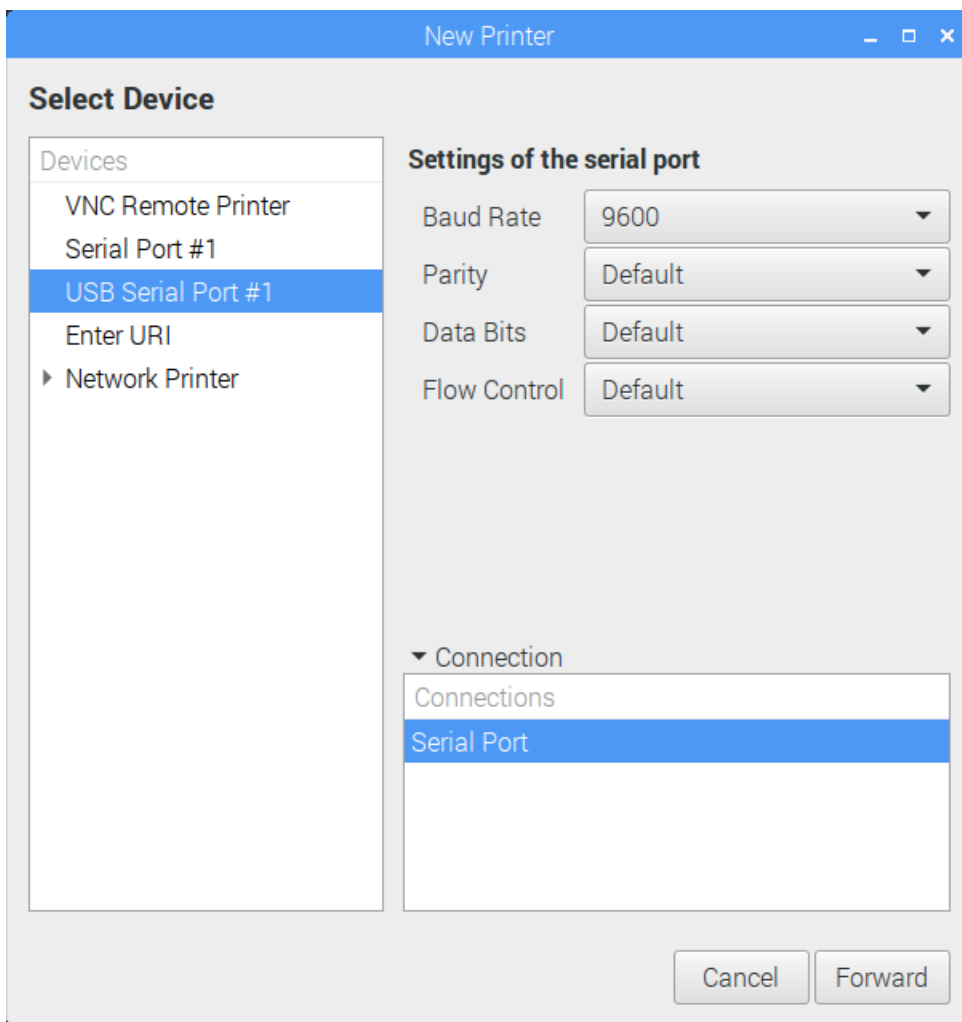 New Printer
Select Device
Devices
VNC Remote Printer
Serial Port #1
USB Serial Port #1
Enter URI
Network Printer
Settings of the serial port
Baud Rate 9600
Parity Default
Data Bits Default
Flow Control Default
Connection
Connections
Serial Port
Cancel Forward